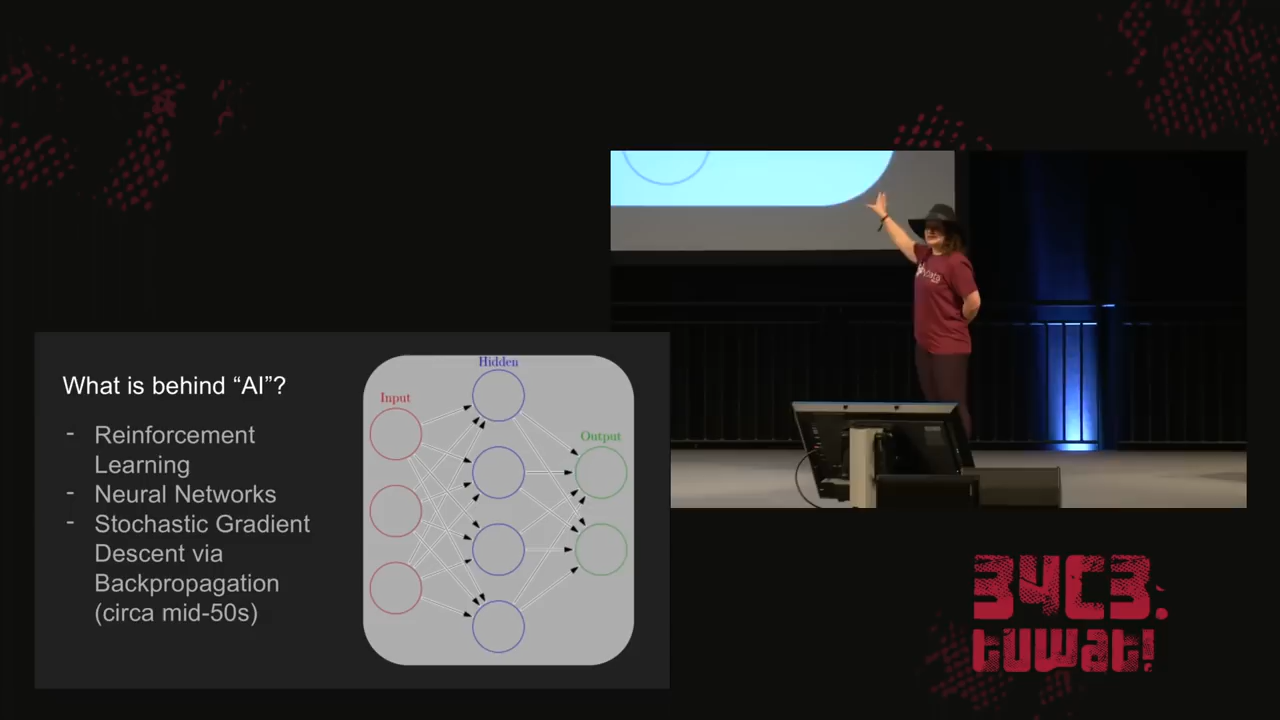 What is behind “AI”?
- Reinforcement
Learning
- Neural Networks
- Stochastic Gradient
Descent via
Backpropagation
(circa mid-50s)
Input
Hidden
Output
34C3.
tuwat!